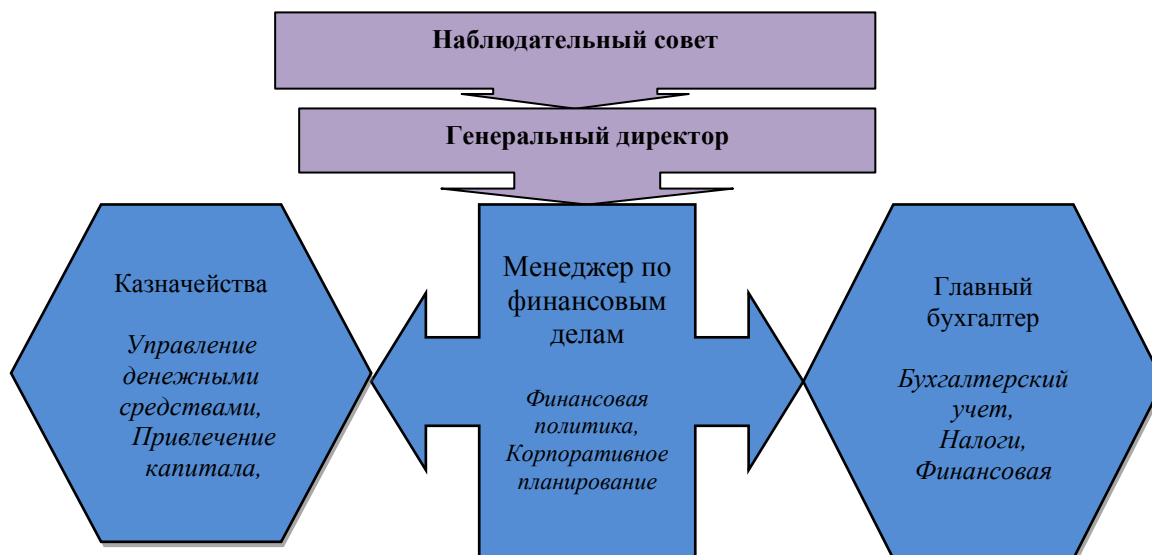 Наблюдательный совет
Генеральный директор
Казначейства
Управление
денежными
средствами,
Привлечение
капитала,
Менеджер по
финансовым
делам
Финансовая
политика,
Корпоративное
планирование
Главный
бухгалтер
Бухгалтерский
учет,
Налоги,
Финансовая